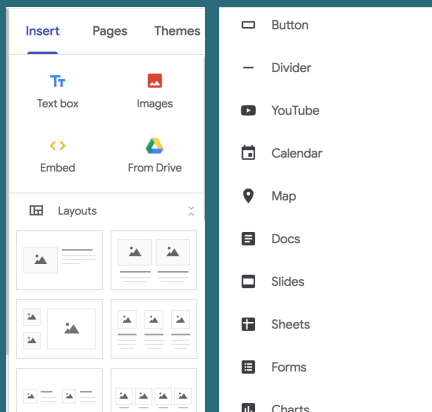 Insert Pages Themes
Text box Images
Embed From Drive
Layouts
Button
Divider
YouTube
Calendar
Map
Docs
Slides
Sheets
Forms
Charts